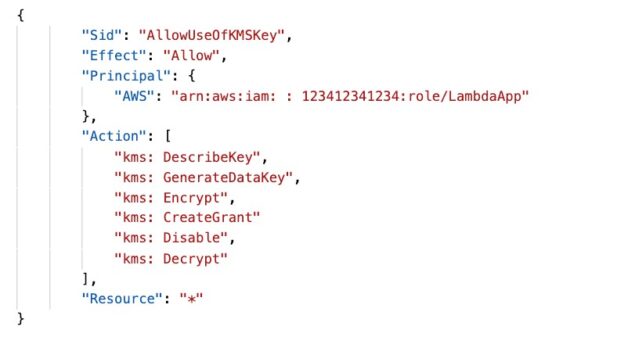 {
"Sid": "AllowUseOfKMSKey",
"Effect": "Allow",
"Principal": {
"AWS": "arn:aws:iam: : 123412341234:role/LambdaApp"
},
"Action": [
"kms: DescribeKey",
"kms: GenerateDataKey",
"kms: Encrypt",
"kms: CreateGrant"
"kms: Disable",
"kms: Decrypt"
],
"Resource": "*"
}